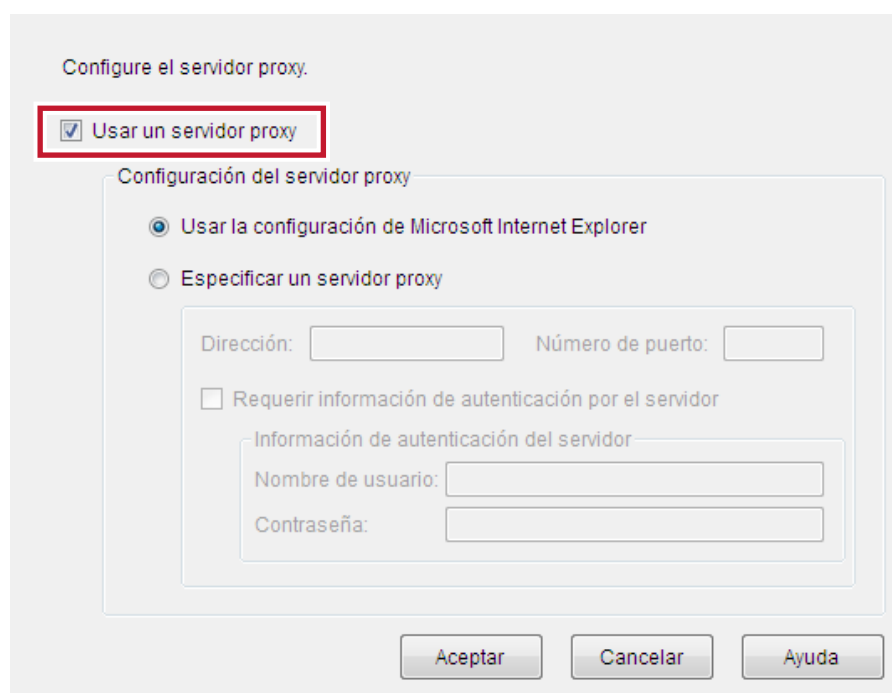 Configure el servidor proxy.
Usar un servidor proxy
Configuración del servidor proxy
Usar la configuración de Microsoft Internet Explorer
Especificar un servidor proxy
Dirección: Número de puerto:
Requerir información de autenticación por el servidor
Información de autenticación del servidor
Nombre de usuario:
Contraseña:
Aceptar Cancelar Ayuda